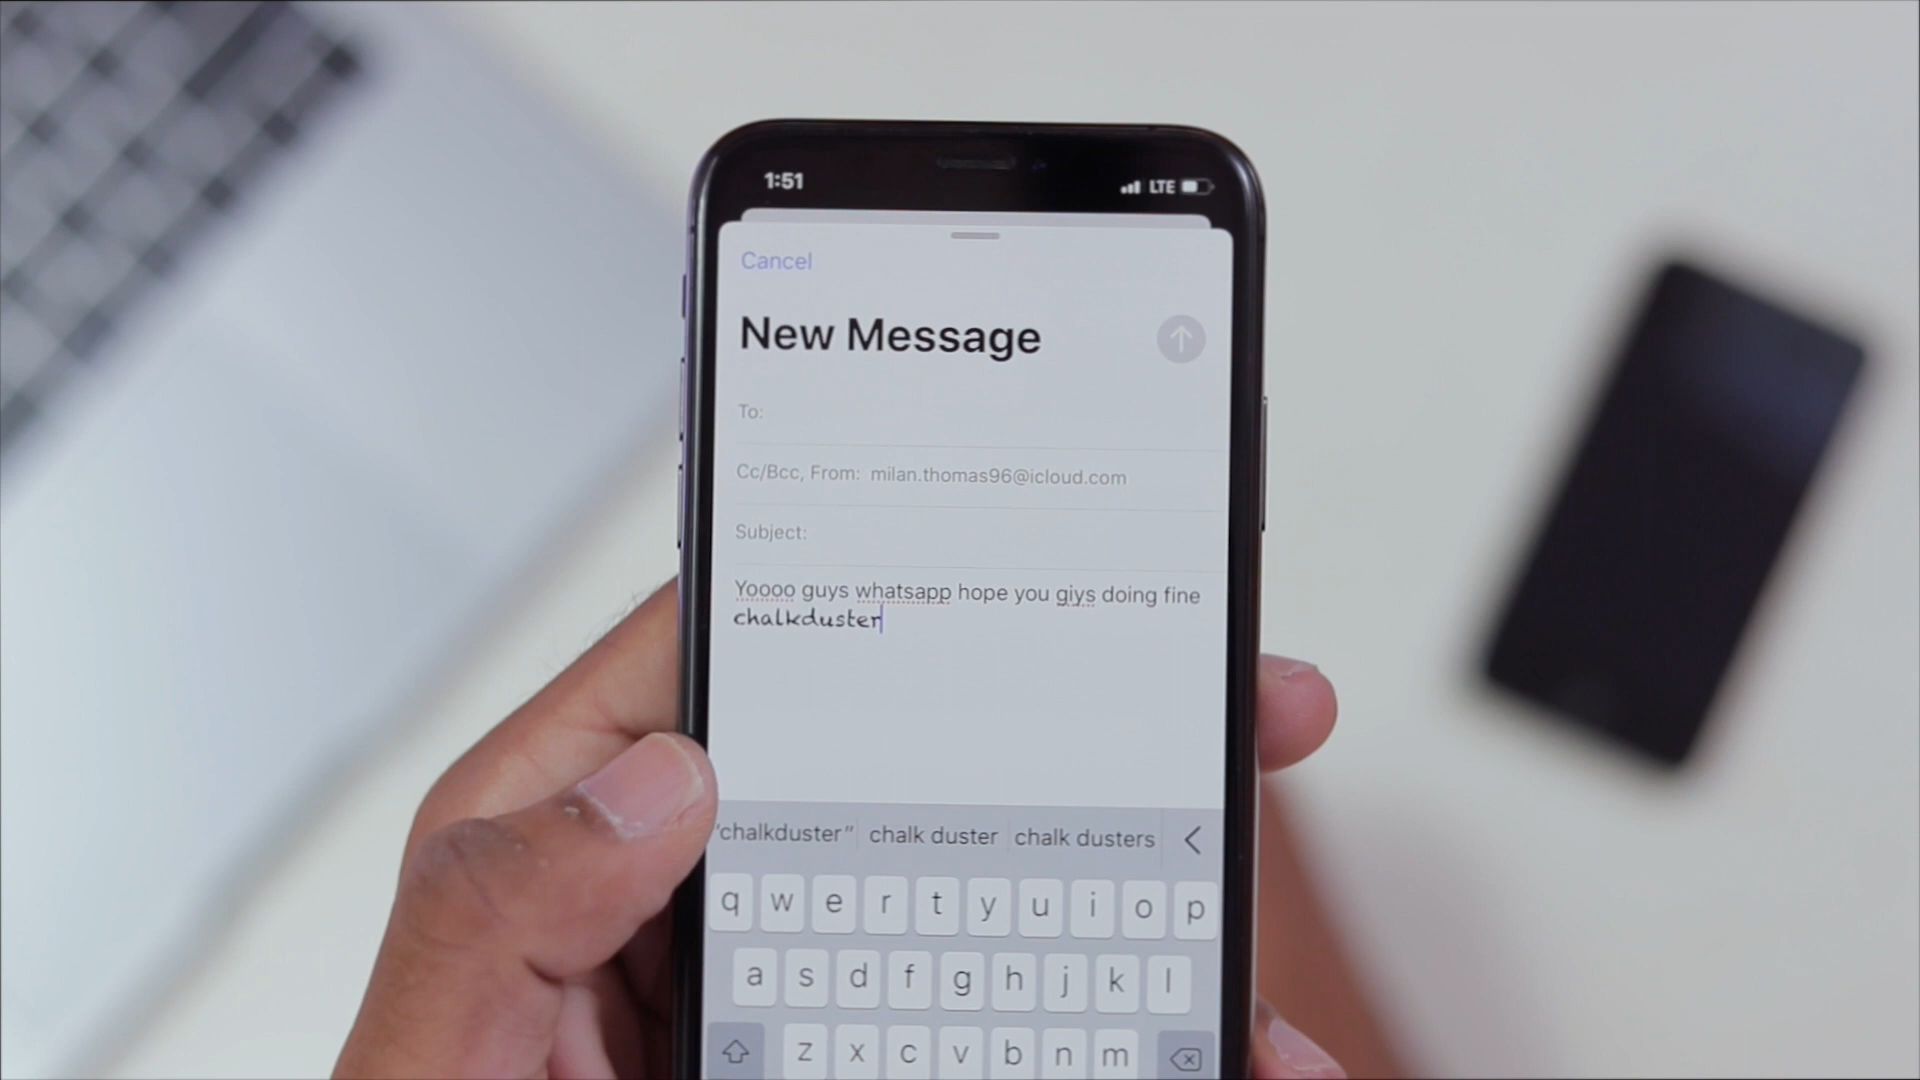 1:51 LTE
Cancel
New Message
To:
Cc/Bcc, From: milan.thomas96@icloud.com
Subject:
Yoooo guys whatsapp hope you giys doing fine
chalkduster
"chalkduster" chalk duster chalk dusters
q w e r t y u i o p
a s d f g h j k l
z x c v b n m